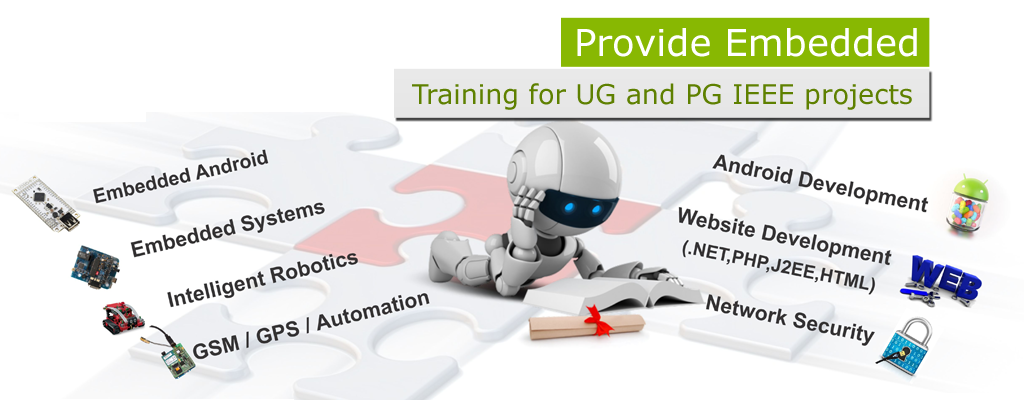 Provide Embedded
Training for UG and PG IEEE projects
Embedded Android
Embedded Systems
Intelligent Robotics
GSM / GPS / Automation
Android Development
Website Development
(.NET,PHP,J2EE,HTML)
WEB
Network Security